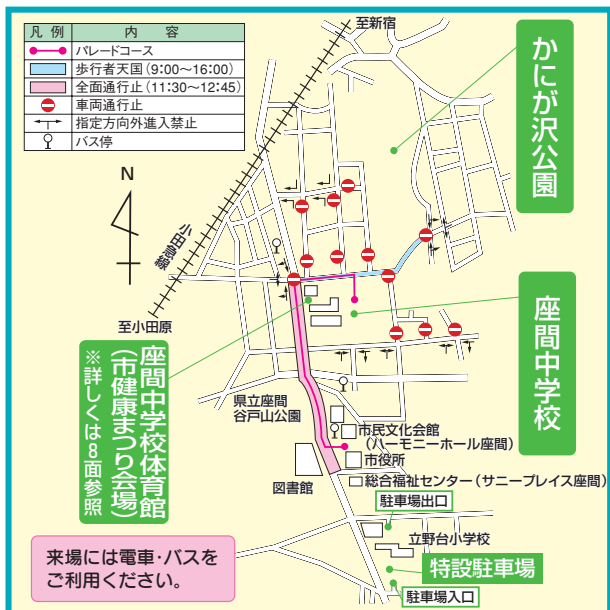 凡例 内容
パレードコース
歩行者天国(9:00〜16:00)
全面通行止(11:30〜12:45)
車両通行止
指定方向外進入禁止
バス停
至新宿
かにが沢公園
N
小田急線
至小田原
座間中学校
座間中学校体育館
(市健康まつり会場)
※詳しくは8面参照
県立座間
谷戸山公園
市民文化会館
(ハーモニーホール座間)
市役所
図書館
総合福祉センター(サニープレイス座間)
駐車場出口
立野台小学校
特設駐車場
駐車場入口
来場には電車・バスを
ご利用ください。